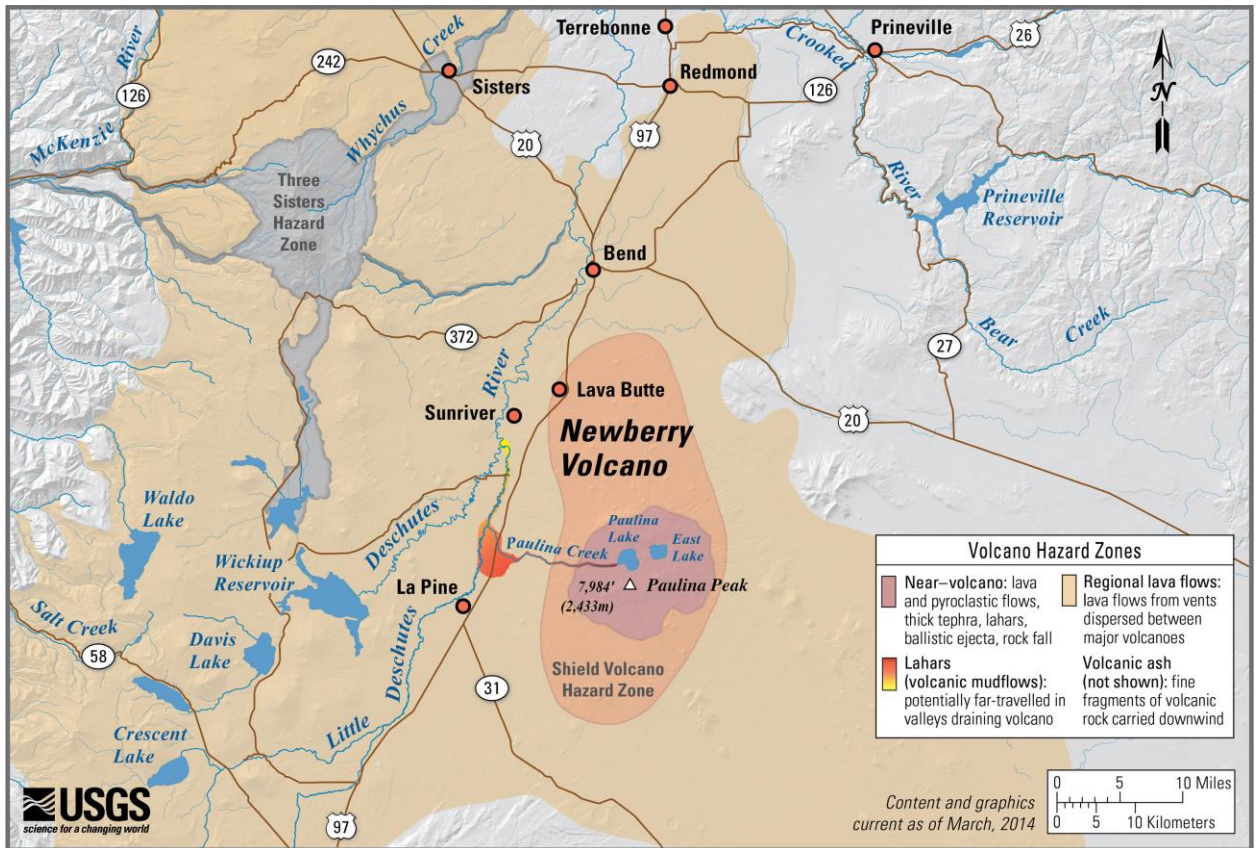 Terrebonne
Prineville
26
Crooked
River
Creek
242
Sisters
Redmond
126
126
McKenzie
Whychus
97
20
Three
Sisters
Hazard
Zone
River
Prineville
Reservoir
Bend
372
River
Bear
Creek
27
Lava Butte
Sunriver
20
Newberry
Volcano
Waldo
Lake
Deschutes
Paulina
Lake
East
Lake
Paulina Creek
Wickiup
Reservoir
7,984'
(2,433m)
Paulina Peak
La Pine
Salt Creek
58
Davis
Lake
Deschutes
Shield Volcano
Hazard Zone
31
Little
Crescent
Lake
97
N
Volcano Hazard Zones
Near–volcano: lava
and pyroclastic flows,
thick tephra, lahars,
ballistic ejecta, rock fall
Lahars
(volcanic mudflows):
potentially far-travelled in
valleys draining volcano
Regional lava flows:
lava flows from vents
dispersed between
major volcanoes
Volcanic ash
(not shown): fine
fragments of volcanic
rock carried downwind
USGS
science for a changing world
Content and graphics
current as of March, 2014
0 5 10 Miles
0 5 10 Kilometers